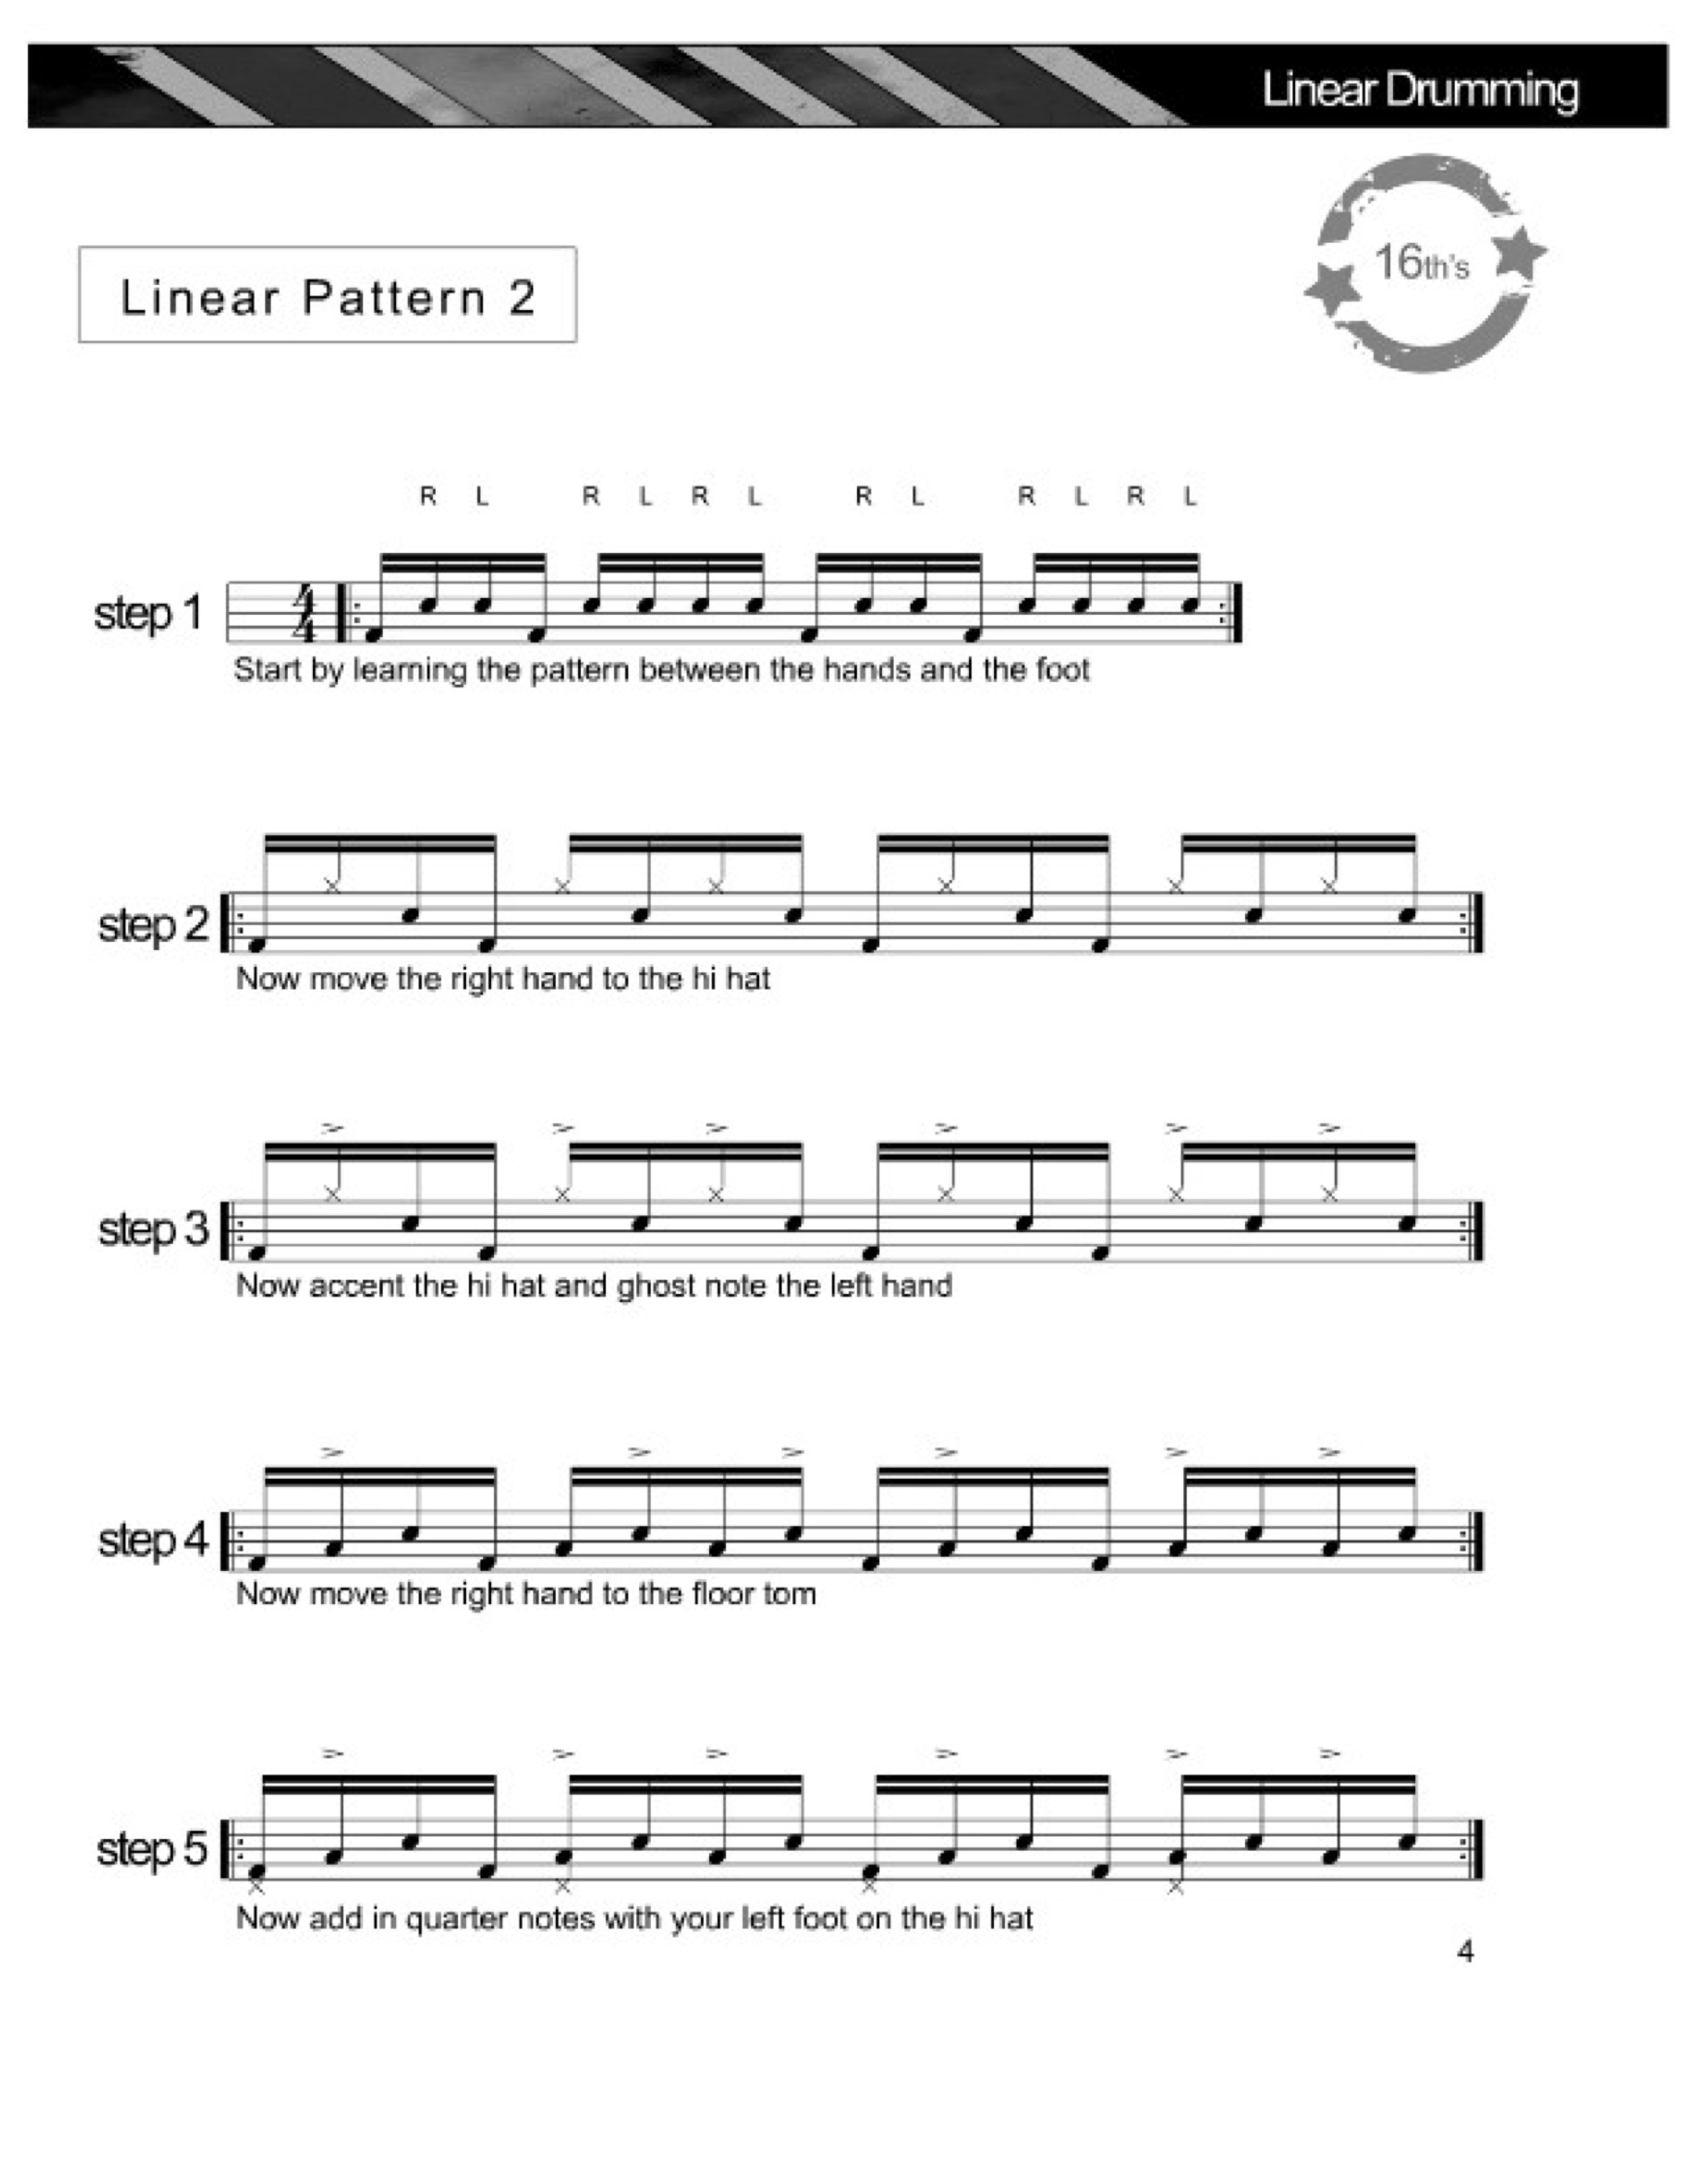 Linear Drumming
16th's
Linear Pattern 2
R L R L R L R L R L R L
step 1
4
4
Start by learning the pattern between the hands and the foot
step 2
Now move the right hand to the hi hat
step 3
Now accent the hi hat and ghost note the left hand
step 4
Now move the right hand to the floor tom
step 5
Now add in quarter notes with your left foot on the hi hat
4